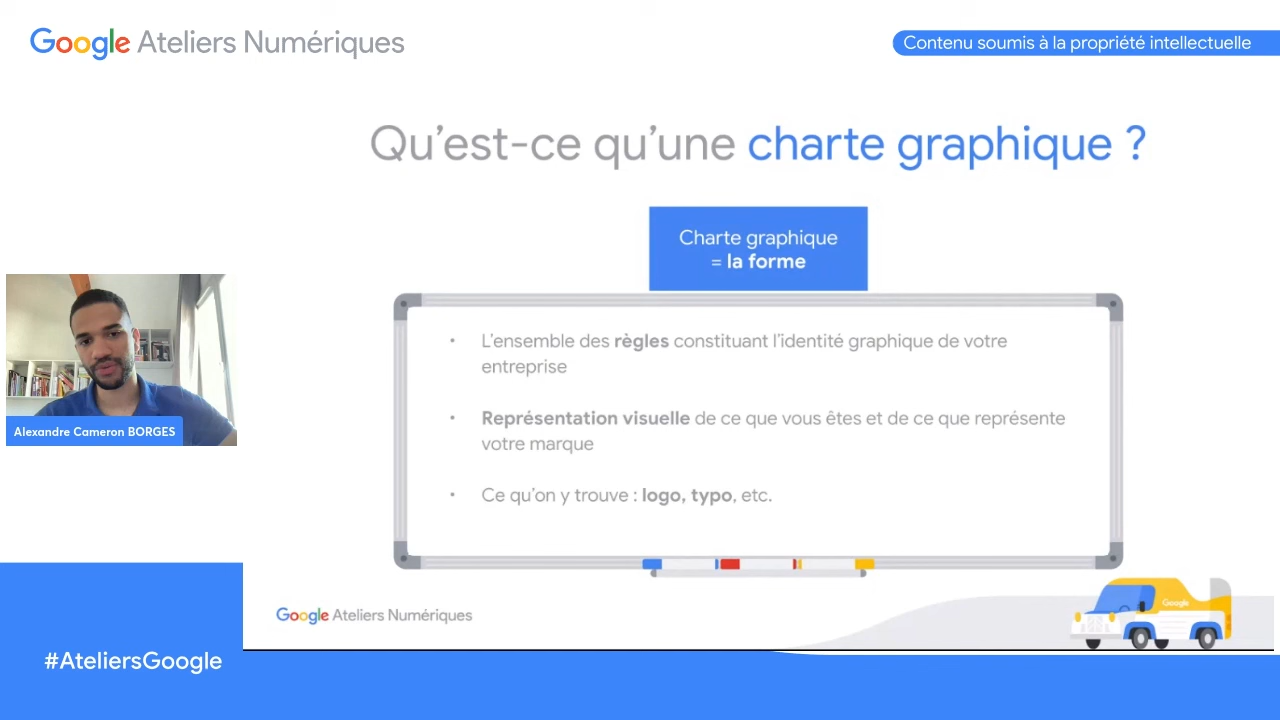 Google Ateliers Numériques
Contenu soumis à la propriété intellectuelle
Qu'est-ce qu'une charte graphique ?
Charte graphique
= la forme
• L'ensemble des règles constituant l'identité graphique de votre
entreprise
• Représentation visuelle de ce que vous êtes et de ce que représente
votre marque
• Ce qu'on y trouve : logo, typo, etc.
Alexandre Cameron BORGES
Google
Google Ateliers Numériques
#AteliersGoogle